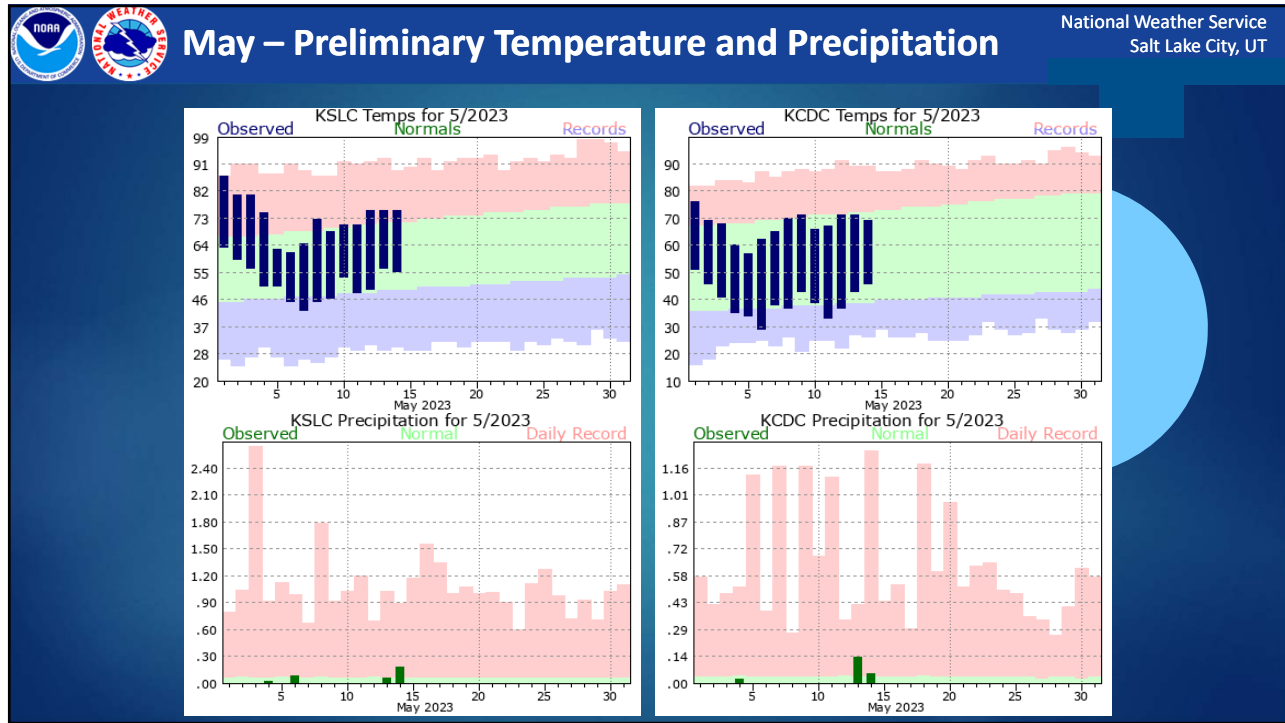 May – Preliminary Temperature and Precipitation
National Weather Service
Salt Lake City, UT
NOAA
NATIONAL WEATHER SERVICE
KSLC Temps for 5/2023
Observed Normals Records
99
91
82
73
64
55
46
37
28
20
5 10 15 20 25 30
May 2023
KCDC Temps for 5/2023
Observed Normals Records
90
80
70
60
50
40
30
20
10
5 10 15 20 25 30
May 2023
KSLC Precipitation for 5/2023
Observed Normal Daily Record
2.40
2.10
1.80
1.50
1.20
.90
.60
.30
.00
5 10 15 20 25 30
May 2023
KCDC Precipitation for 5/2023
Observed Normal Daily Record
1.16
1.01
.87
.72
.58
.43
.29
.14
.00
5 10 15 20 25 30
May 2023